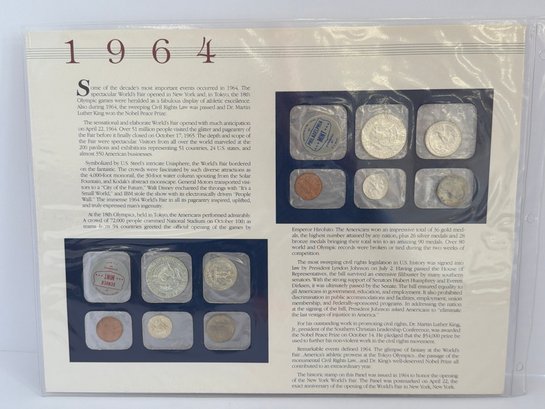 1964
Some of the decade's most important events occurred in 1964. The
spectacular World's Fair opened in New York and, in Tokyo, the 18th
Olympic games were heralded as a fabulous display of athletic excellence.
Also during 1964, the sweeping Civil Rights Law was passed and Dr. Martin
Luther King won the Nobel Peace Prize.
The sensational and elaborate World's Fair opened with much anticipation
on April 22, 1964. Over 51 million people visited the glitter and pageantry of
the Fair before it finally closed on October 17, 1965. The depth and scope of
the Fair were spectacular. Visitors from all over the world marveled at the
200 pavilions and exhibitions representing 51 countries, 24 U.S. states, and
almost 350 American businesses.
Symbolized by U.S. Steel's intricate Unisphere, the World's Fair bordered
on the fantastic. The crowds were fascinated by such diverse attractions as
a 4,000-foot monorail, the 30-foot water column spouting from the Solar
Fountain, and Kodak's abstract moonscape. General Motors transported visi-
tors to a "City of the Future," Walt Disney enchanted the throngs with "It's a
Small World," and IBM stole the show with its electronically driven "People
Wall." The immense 1964 World's Fair in all its pageantry inspired, uplifted,
and truly expressed man's ingenuity.
At the 18th Olympics, held in Tokyo, the Americans performed admirably.
A crowd of 72,000 people crammed National Stadium on October 10th as
teams from 94 countries greeted the official opening of the games by
PHILADELPHIA
MINT
DENVER
MINT
Emperor Hirohito. The Americans won an impressive total of 36 gold med-
als, the highest number attained by any nation, plus 26 silver medals and 28
bronze medals bringing their total win to an amazing 90 medals. Over 80 world
and Olympic records were broken or tied during the two weeks
of competition.
The most sweeping civil rights legislation in U.S. history was signed into
law by President Lyndon Johnson on July 2. Having passed the House of
Representatives, the bill survived an extensive filibuster by many southern
senators. With the strong support of Senators Hubert Humphrey and Everett
Dirksen, it was ultimately passed by the Senate. The bill ensured equality to
all Americans in government, education, and employment. It also prohibited
discrimination in public accommodations and facilities, employment, union
membership, and Federally-sponsored programs. In addressing the nation
at the signing of the bill, President Johnson asked Americans to "eliminate the
last vestiges of injustice in America."
For his outstanding work in promoting civil rights, Dr. Martin Luther King,
Jr., president of the Southern Christian Leadership Conference, was awarded
the Nobel Peace Prize on October 14. He pledged the $54,000 prize be used
to further his non-violent work in the civil rights movement.
Remarkable events defined 1964. The glimpse of fantasy at the World's
Fair, America's athletic prowess at the Tokyo Olympics, the passage of the
monumental Civil Rights Law, and Dr. King's well-deserved Nobel Prize all
contributed to an extraordinary year.
The historic stamp on this Panel was issued in 1964 to honor the opening
of the New York World's Fair. The Panel was postmarked on April 22, the
exact anniversary of the opening of the World's Fair in New York, New York.